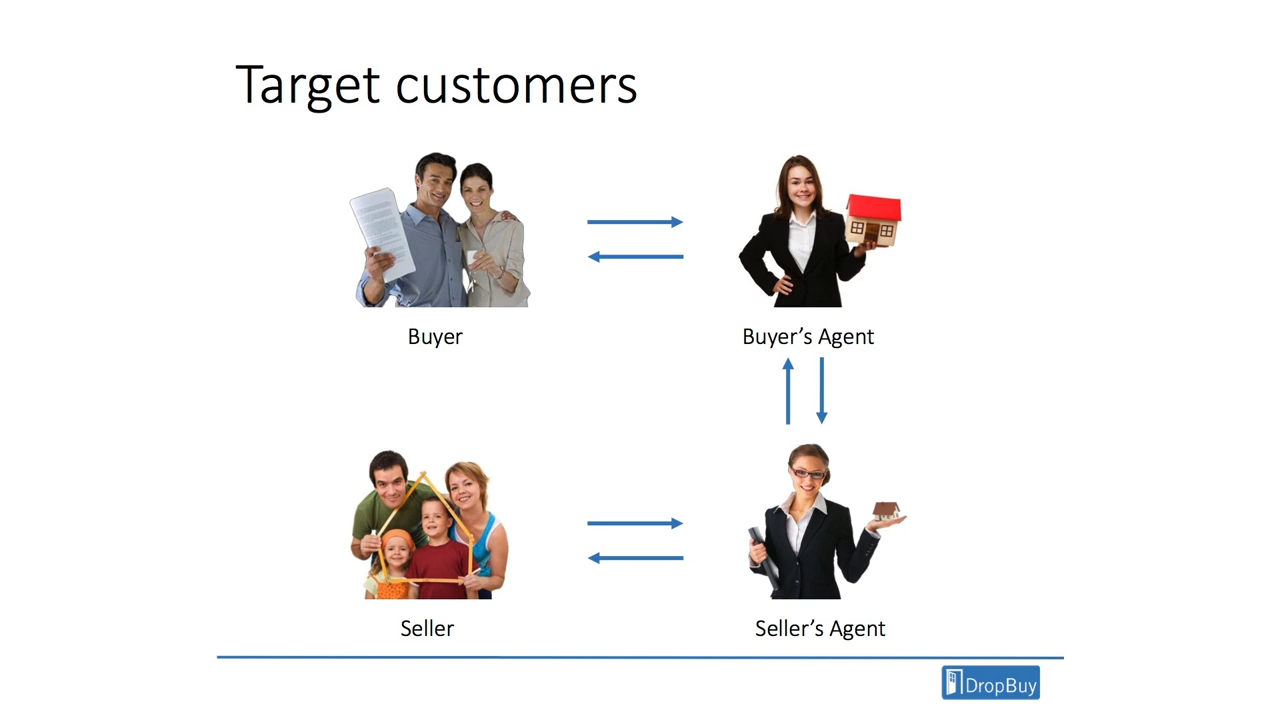 Target customers
Buyer
Buyer’s Agent
Seller
Seller’s Agent
DropBuy